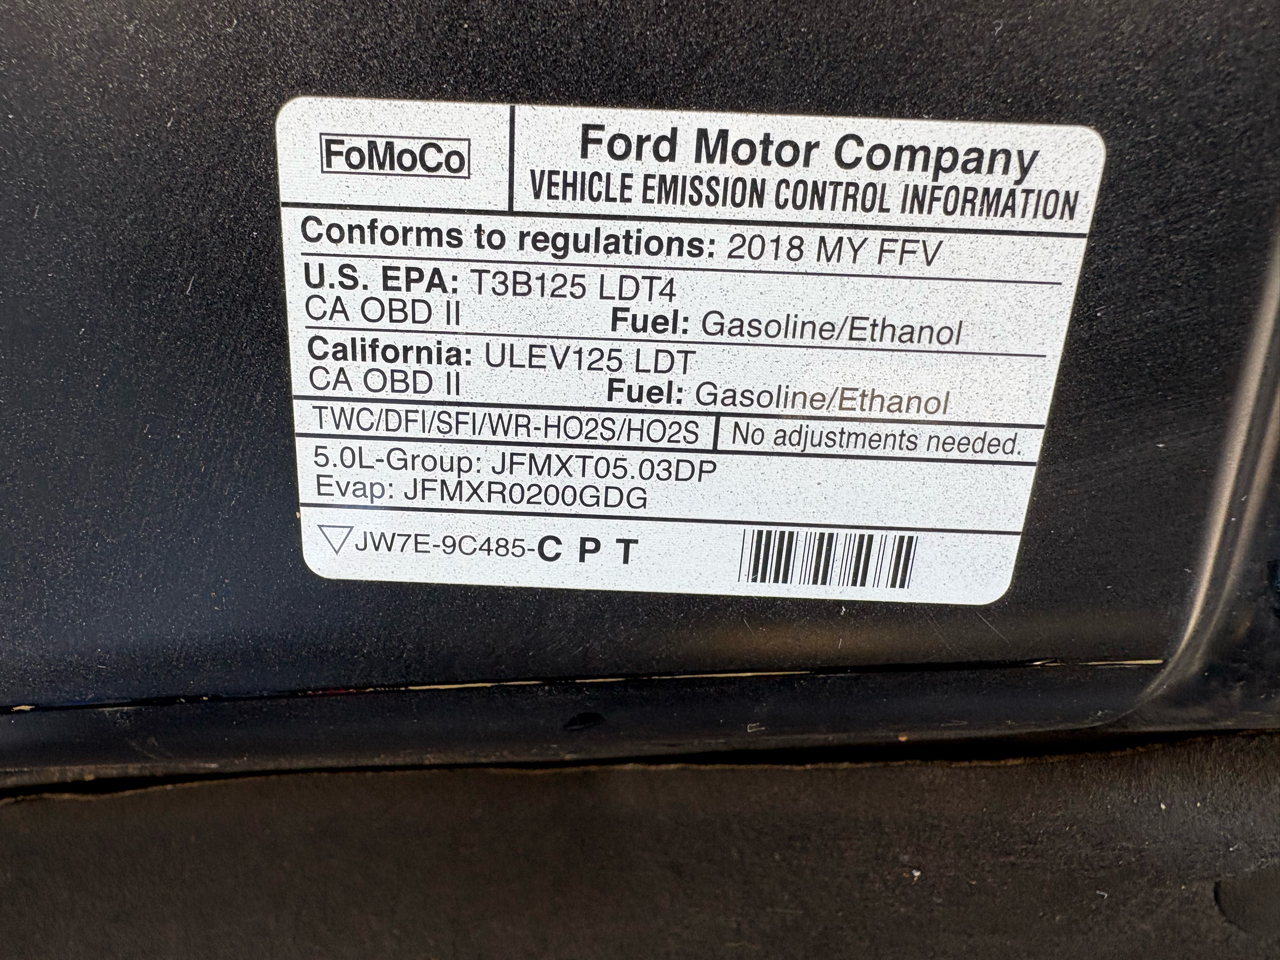 FoMoCo
Ford Motor Company
VEHICLE EMISSION CONTROL INFORMATION
Conforms to regulations: 2018 MY FFV
U.S. EPA: T3B125 LDT4
CA OBD II Fuel: Gasoline/Ethanol
California: ULEV125 LDT
CA OBD II Fuel: Gasoline/Ethanol
TWC/DFI/SFI/WR-HO2S/HO2S No adjustments needed.
5.0L-Group: JFMXT05.03DP
Evap: JFMXR0200GDG
JW7E-9C485-C P T